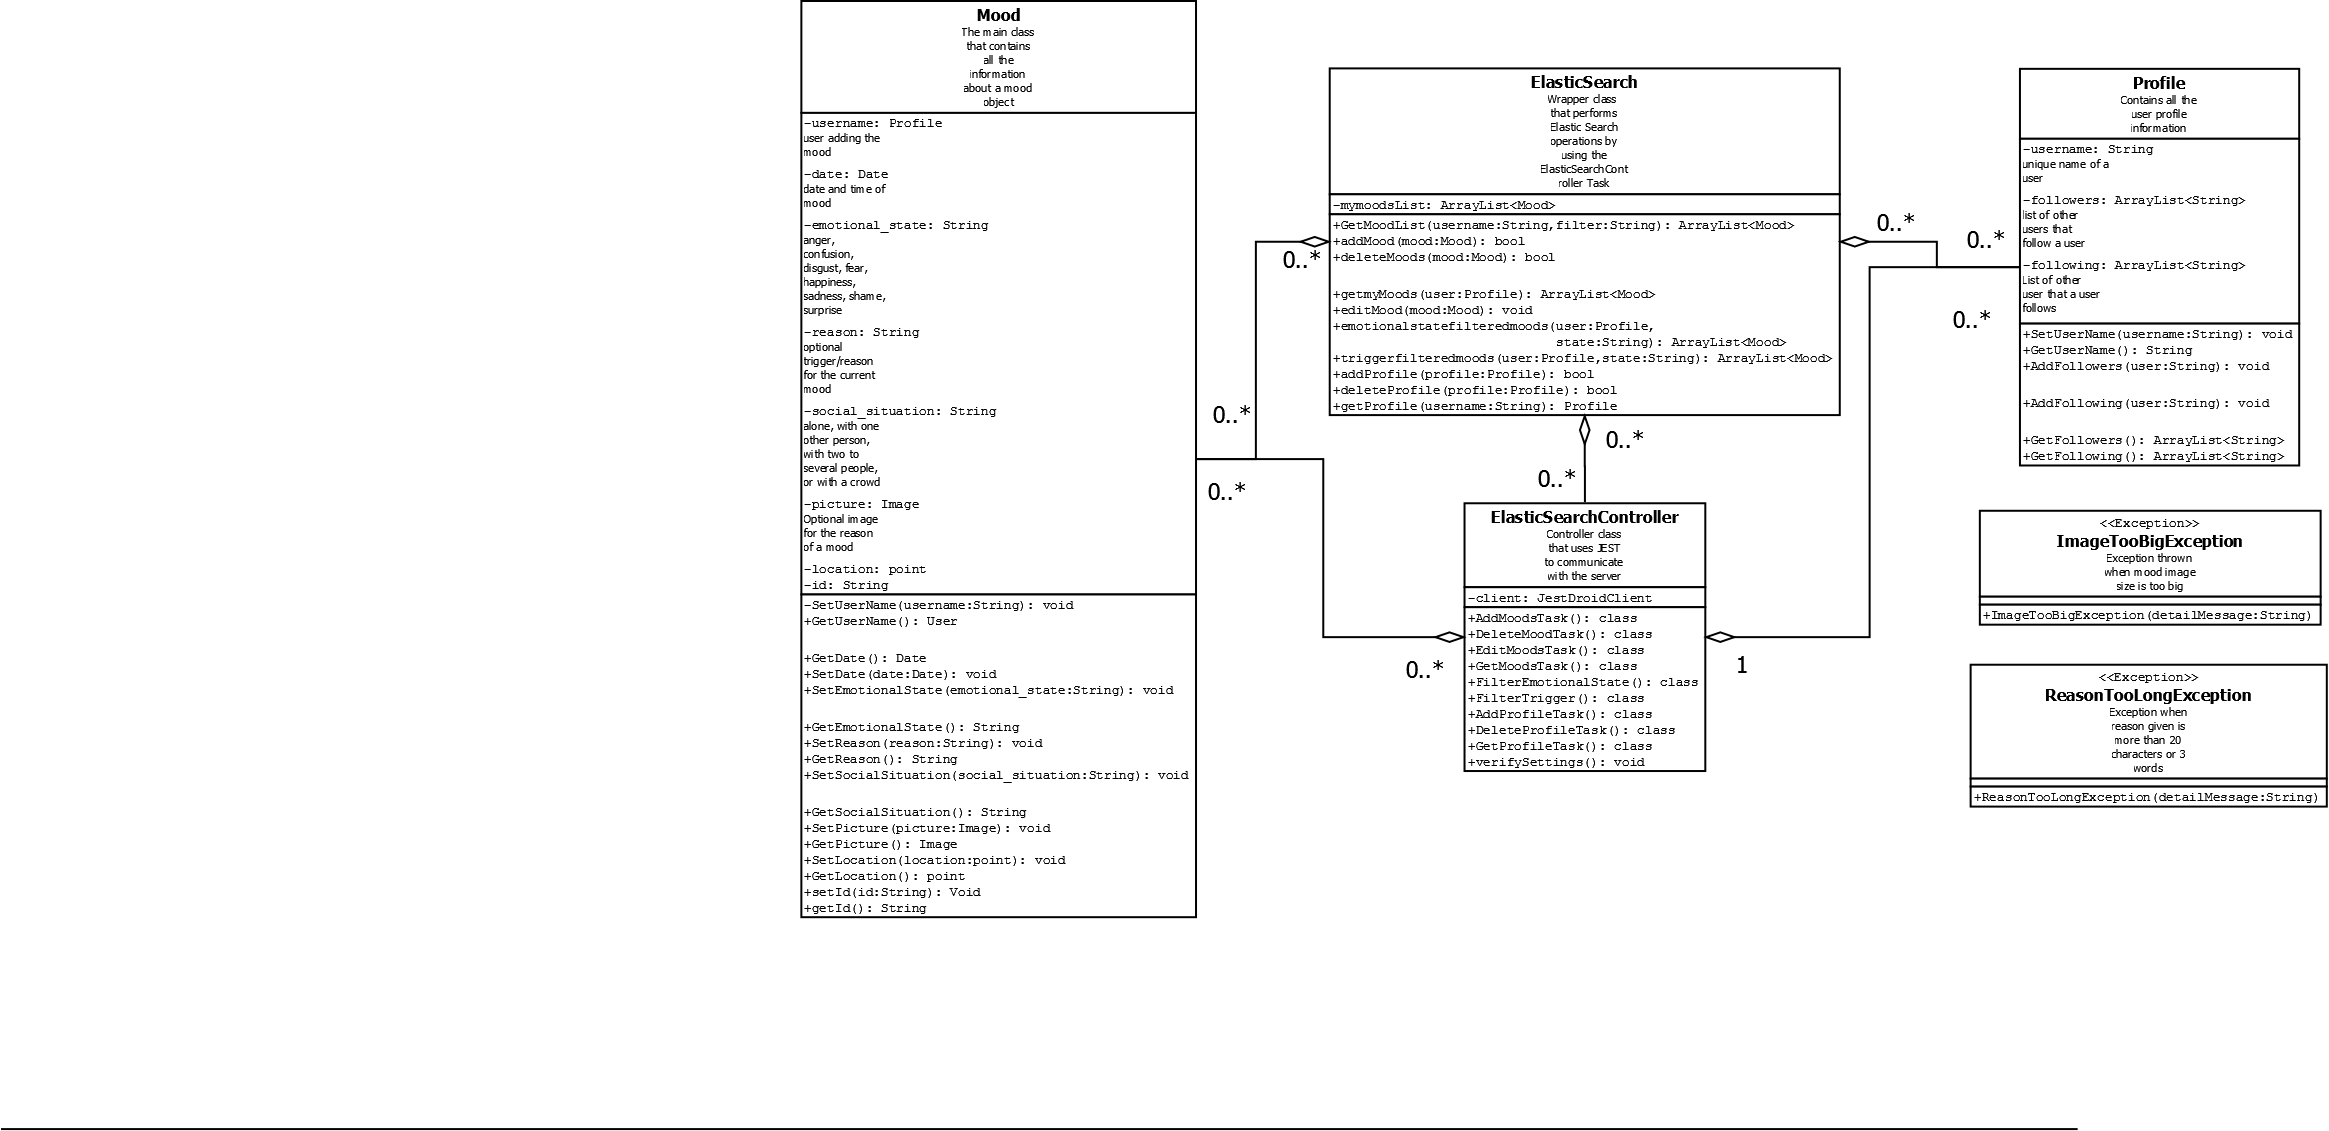 Mood
The main class
that contains
all the
information
about a mood
object
-username: Profile
user adding the
mood
-date: Date
date and time of
mood
-emotional_state: String
anger,
confusion,
disgust, fear,
happiness,
sadness, shame,
surprise
-reason: String
optional
trigger/reason
for the current
mood
-social_situation: String
alone, with one
other person,
with two to
several people,
or with a crowd
-picture: Image
Optional image
for the reason
of a mood
-location: point
-id: String
-SetUserName(username:String): void
+GetUserName(): User
+GetDate(): Date
+SetDate(date:Date): void
+SetEmotionalState(emotional_state:String): void
+GetEmotionalState(): String
+SetReason(reason:String): void
+GetReason(): String
+SetSocialSituation(social_situation:String): void
+GetSocialSituation(): String
+SetPicture(picture:Image): void
+GetPicture(): Image
+SetLocation(location:point): void
+GetLocation(): point
+setId(id:String): Void
+getId(): String
0..*
0..*
0..*
0..*
ElasticSearch
Wrapper class
that performs
Elastic Search
operations by
using the
ElasticSearchCont
roller Task
-mymoodsList: ArrayList<Mood>
+GetMoodList(username:String,filter:String): ArrayList<Mood>
+addMood(mood:Mood): bool
+deleteMoods(mood:Mood): bool
+getmyMoods(user:Profile): ArrayList<Mood>
+editMood(mood:Mood): void
+emotionalstatefilteredmoods(user:Profile,
state:String): ArrayList<Mood>
+triggerfilteredmoods(user:Profile,state:String): ArrayList<Mood>
+addProfile(profile:Profile): bool
+deleteProfile(profile:Profile): bool
+getProfile(username:String): Profile
0..*
0..*
ElasticSearchController
Controller class
that uses JEST
to communicate
with the server
-client: JestDroidClient
+AddMoodsTask(): class
+DeleteMoodTask(): class
+EditMoodsTask(): class
+GetMoodsTask(): class
+FilterEmotionalState(): class
+FilterTrigger(): class
+AddProfileTask(): class
+DeleteProfileTask(): class
+GetProfileTask(): class
+verifySettings(): void
0..*
0..*
0..*
1
Profile
Contains all the
user profile
information
-username: String
unique name of a
user
-followers: ArrayList<String>
list of other
users that
follow a user
-following: ArrayList<String>
List of other
user that a user
follows
+SetUserName(username:String): void
+GetUserName(): String
+AddFollowers(user:String): void
+AddFollowing(user:String): void
+GetFollowers(): ArrayList<String>
+GetFollowing(): ArrayList<String>
<<Exception>>
ImageTooBigException
Exception thrown
when mood image
size is too big
+ImageTooBigException(detailMessage:String)
<<Exception>>
ReasonTooLongException
Exception when
reason given is
more than 20
characters or 3
words
+ReasonTooLongException(detailMessage:String)